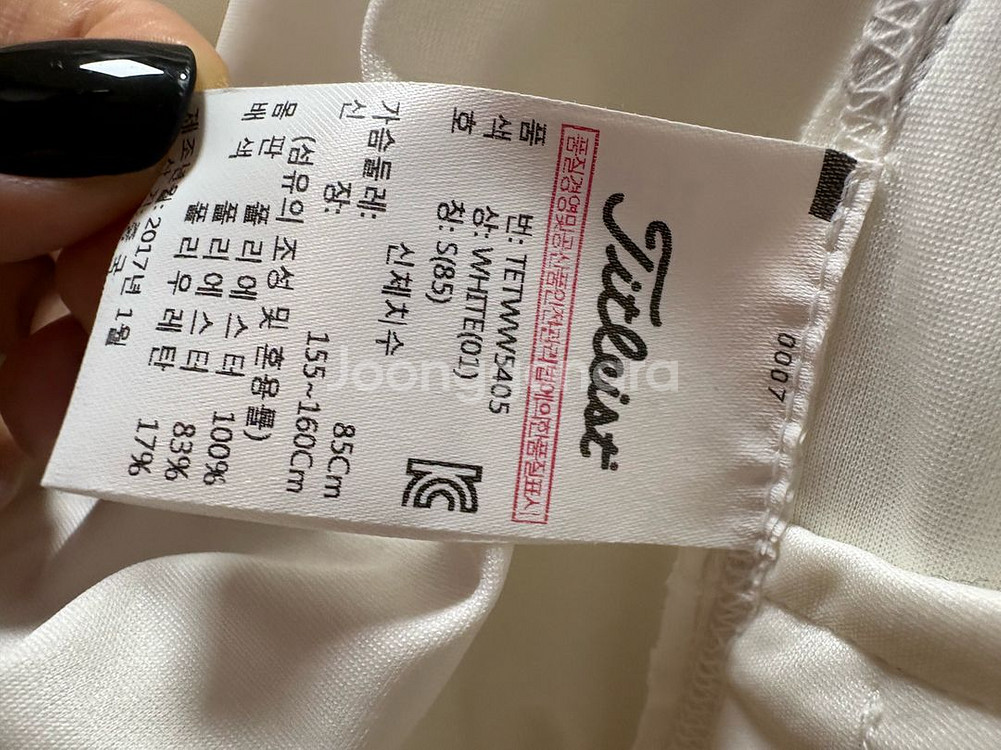 0007
Titleist
품질경영및공산품안전관리법에의한품질표시
품 번: TETWW5405
색 상: WHITE(01)
호 칭: S(85)
신체치수
가슴둘레: 85Cm
신 장: 155~160Cm
(섬유의 조성 및 혼용률)
몸 판 폴리에스터 100%
배 색 폴리에스터 83%
폴리우레탄 17%
제조년월: 2017년 1월
국
joonggonara